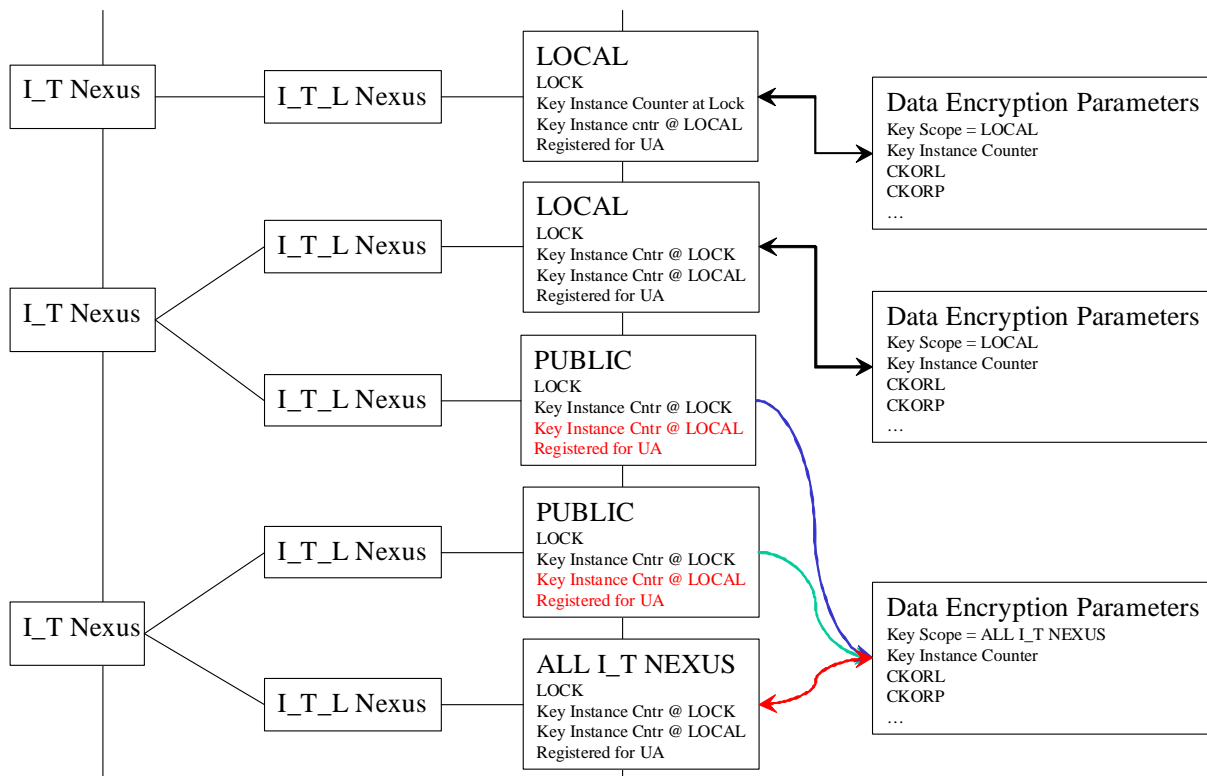 I_T Nexus
I_T_L Nexus
LOCAL
LOCK
Key Instance Counter at Lock
Key Instance cntr @ LOCAL
Registered for UA
Data Encryption Parameters
Key Scope = LOCAL
Key Instance Counter
CKORL
CKORP
…
I_T Nexus
I_T_L Nexus
LOCAL
LOCK
Key Instance Cntr @ LOCK
Key Instance Cntr @ LOCAL
Registered for UA
Data Encryption Parameters
Key Scope = LOCAL
Key Instance Counter
CKORL
CKORP
…
I_T_L Nexus
PUBLIC
LOCK
Key Instance Cntr @ LOCK
Key Instance Cntr @ LOCAL
Registered for UA
I_T Nexus
I_T_L Nexus
PUBLIC
LOCK
Key Instance Cntr @ LOCK
Key Instance Cntr @ LOCAL
Registered for UA
I_T_L Nexus
ALL I_T NEXUS
LOCK
Key Instance Cntr @ LOCK
Key Instance Cntr @ LOCAL
Registered for UA
Data Encryption Parameters
Key Scope = ALL I_T NEXUS
Key Instance Counter
CKORL
CKORP
…